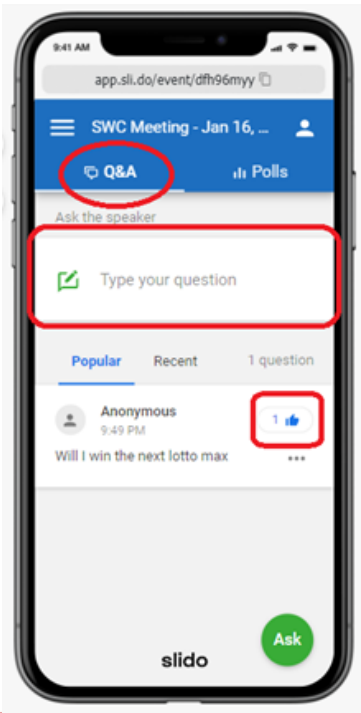 9:41 AM
app.sli.do/event/dfh96myy
SWC Meeting - Jan 16, ...
Q&A Polls
Ask the speaker
Type your question
Popular Recent 1 question
Anonymous 1
9:49 PM
Will I win the next lotto max
Ask
slido